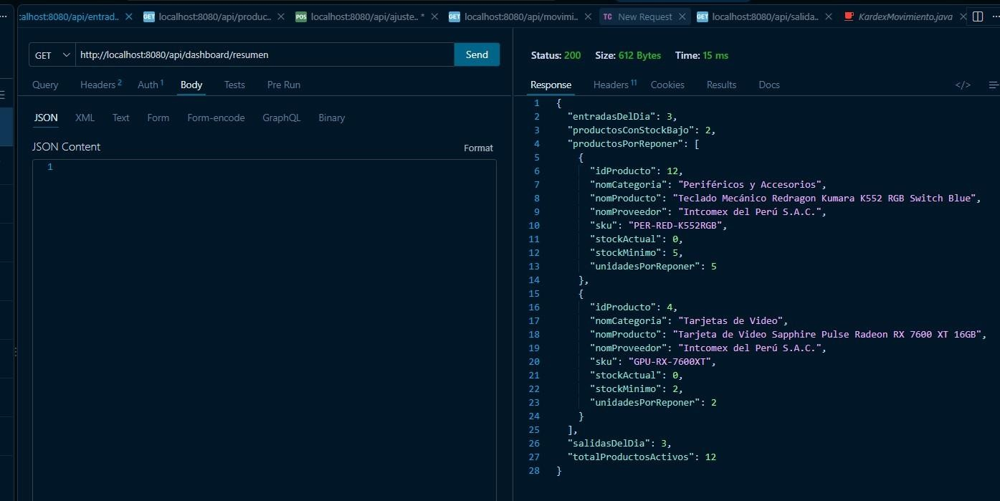 :alhost:8080/api/entrad..
GET localhost:8080/api/produc..
POS localhost:8080/api/ajuste.. *
GET localhost:8080/api/movimi..
TC New Request
GET localhost:8080/api/salida..
KardexMovimiento.java
GET http://localhost:8080/api/dashboard/resumen Send
Query Headers 2 Auth 1 Body Tests Pre Run
JSON XML Text Form Form-encode GraphQL Binary
JSON Content Format
1
Status: 200 Size: 612 Bytes Time: 15 ms
Response Headers 11 Cookies Results Docs </>
1 {
2 "entradasDelDia": 3,
3 "productosConStockBajo": 2,
4 "productosPorReponer": [
5 {
6 "idProducto": 12,
7 "nomCategoria": "Periféricos y Accesorios",
8 "nomProducto": "Teclado Mecánico Redragon Kumara K552 RGB Switch Blue",
9 "nomProveedor": "Intcomex del Perú S.A.C.",
10 "sku": "PER-RED-K552RGB",
11 "stockActual": 0,
12 "stockMinimo": 5,
13 "unidadesPorReponer": 5
14 },
15 {
16 "idProducto": 4,
17 "nomCategoria": "Tarjetas de Video",
18 "nomProducto": "Tarjeta de Video Sapphire Pulse Radeon RX 7600 XT 16GB",
19 "nomProveedor": "Intcomex del Perú S.A.C.",
20 "sku": "GPU-RX-7600XT",
21 "stockActual": 0,
22 "stockMinimo": 2,
23 "unidadesPorReponer": 2
24 }
25 ],
26 "salidasDelDia": 3,
27 "totalProductosActivos": 12
28 }